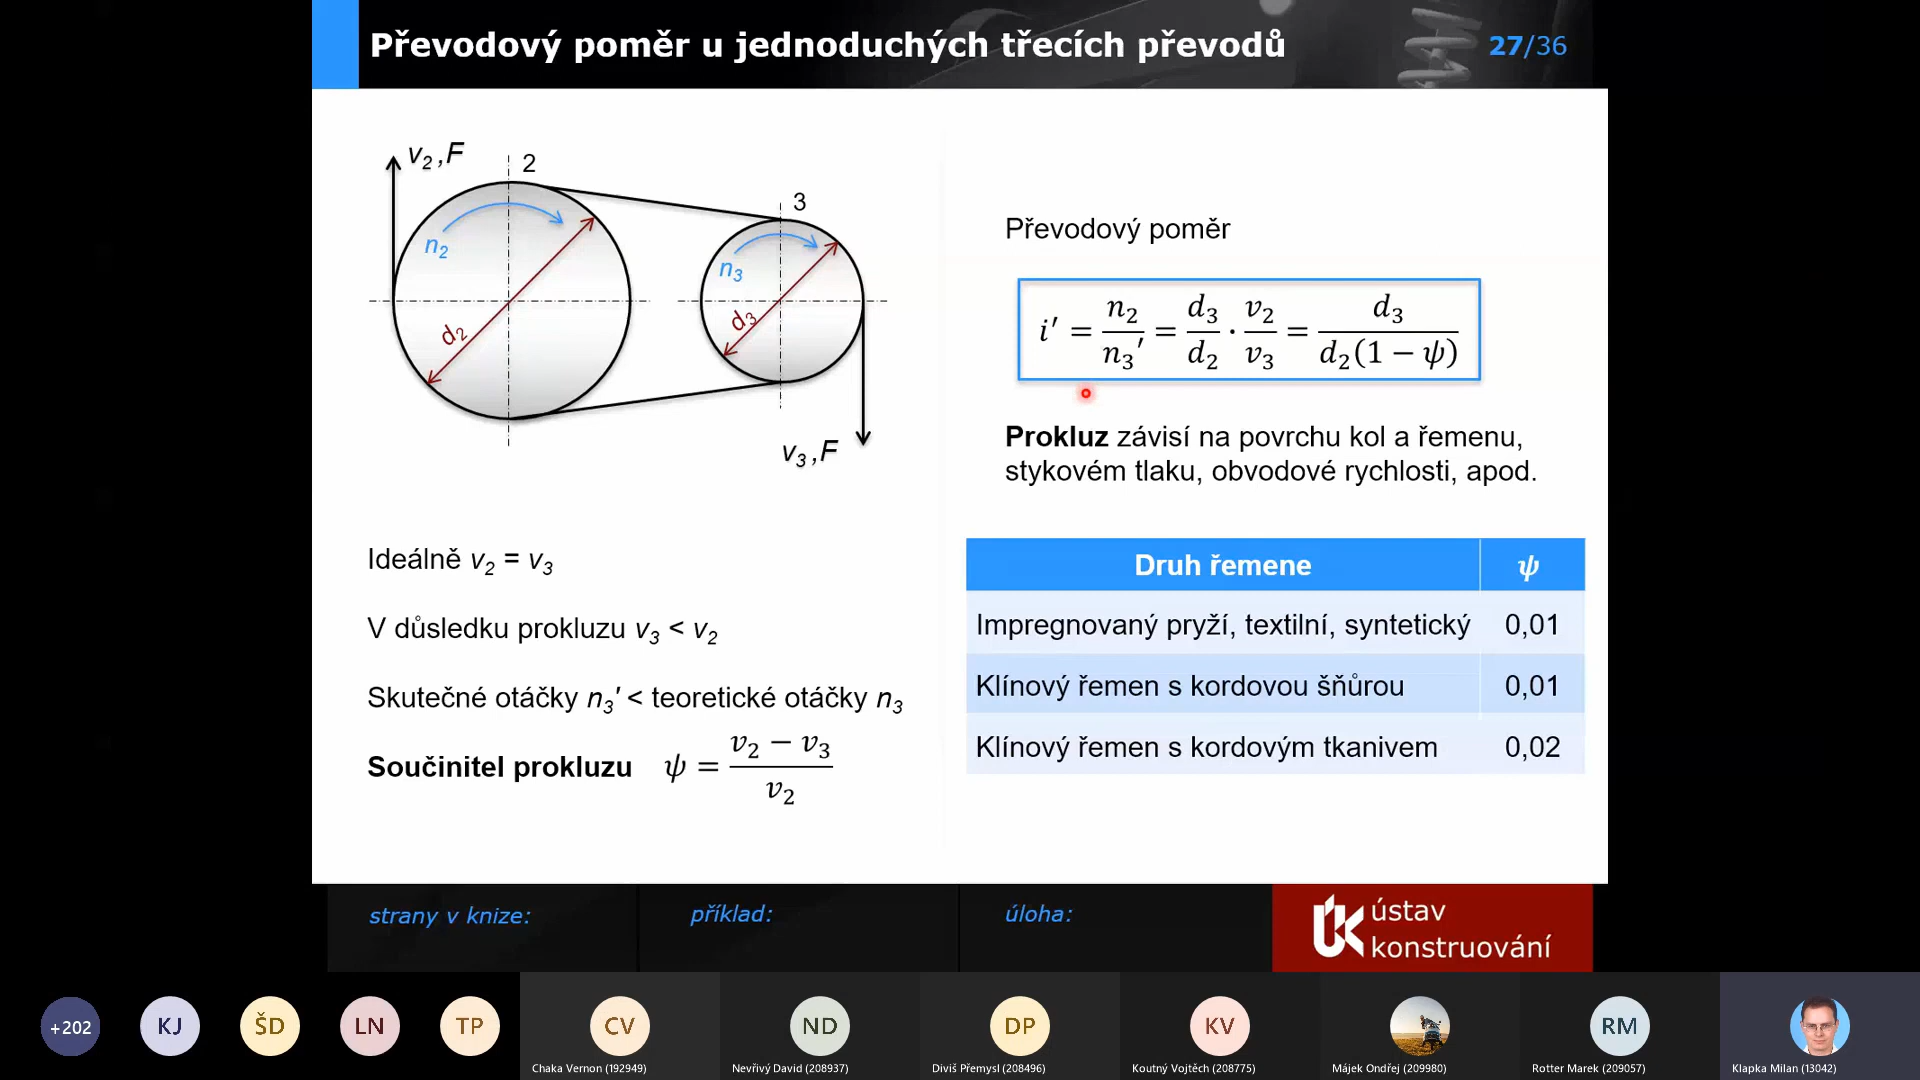 Převodový poměr u jednoduchých třecích převodů
27/36
v2 ,F
2
3
n2
n3
d2
d3
v3 ,F
Ideálně v2 = v3
V důsledku prokluzu v3 < v2
Skutečné otáčky n3' < teoretické otáčky n3
Součinitel prokluzu ψ = (v2 − v3) / v2
Převodový poměr
i′ = n2 / n3′ = d3 / d2 · v2 / v3 = d3 / d2(1 − ψ)
Prokluz závisí na povrchu kol a řemenu,
stykovém tlaku, obvodové rychlosti, apod.
Druh řemene ψ
Impregnovaný pryží, textilní, syntetický 0,01
Klínový řemen s kordovou šňůrou 0,01
Klínový řemen s kordovým tkanivem 0,02
strany v knize:
příklad:
úloha:
ÚK
ústav
konstruování
+202
KJ
ŠD
LN
TP
CV
ND
DP
KV
RM
Chaka Vernon (192949)
Nevřivý David (208937)
Diviš Přemysl (208496)
Koutný Vojtěch (208775)
Májek Ondřej (209980)
Rotter Marek (209057)
Klapka Milan (13042)